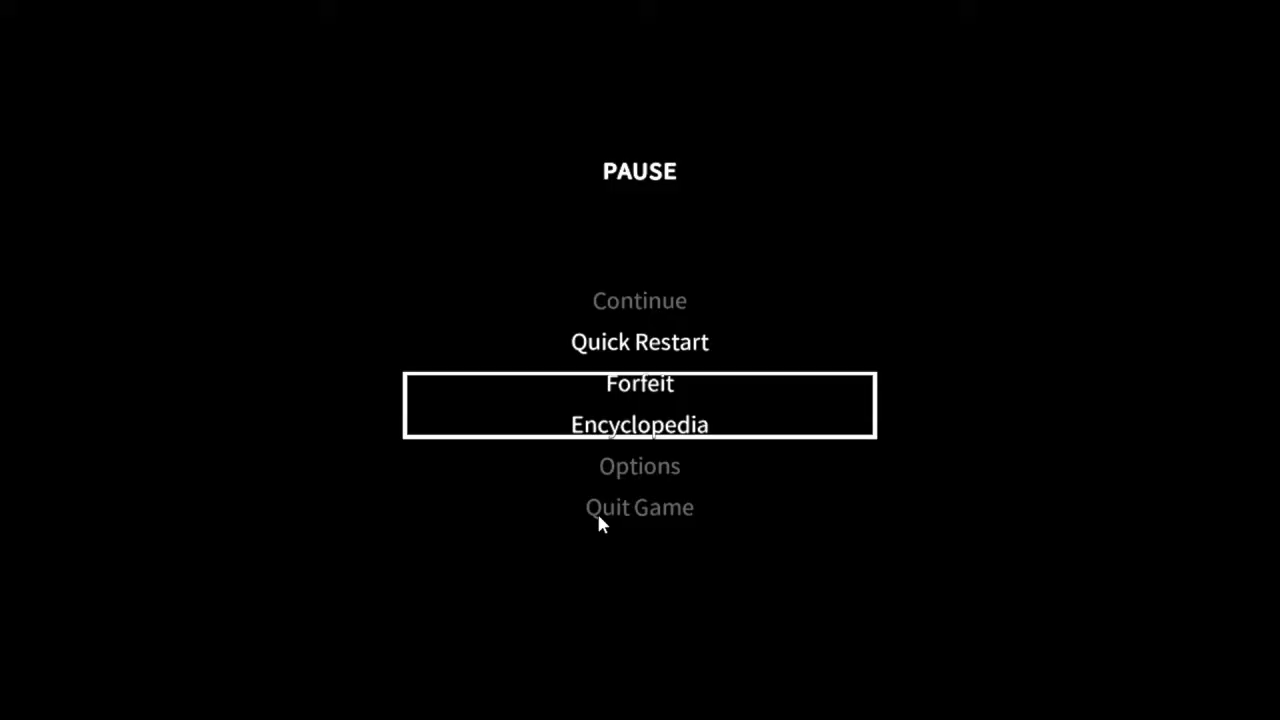 PAUSE
Continue
Quick Restart
Forfeit
Encyclopedia
Options
Quit Game